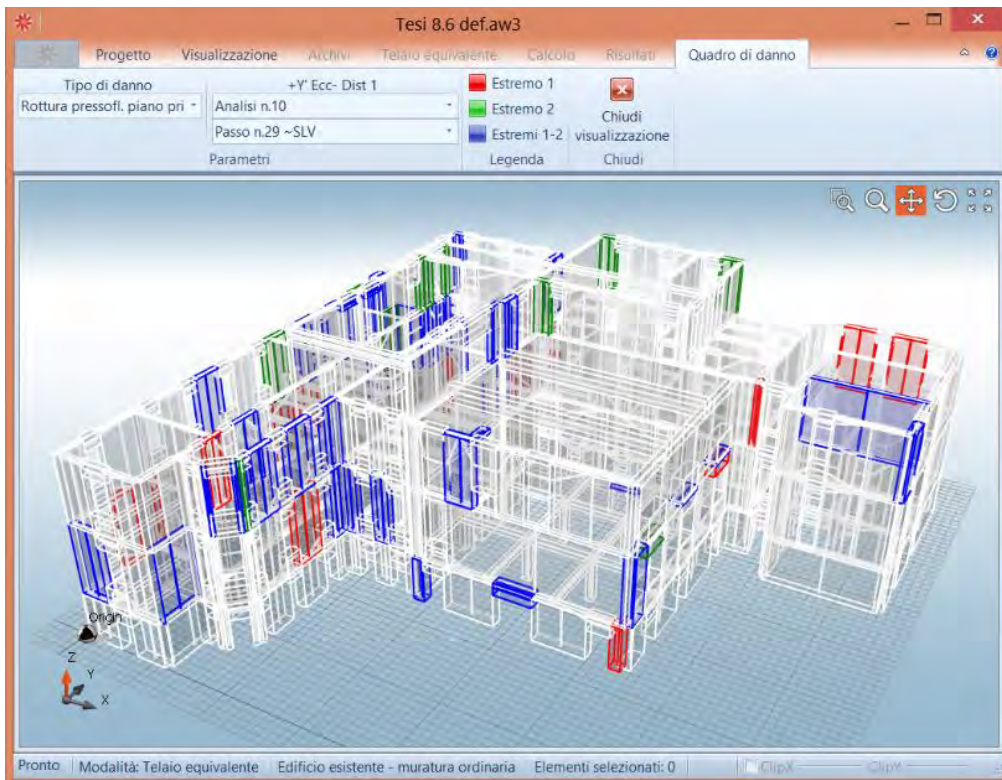 Tesi 8.6 def.aw3
Progetto Visualizzazione Archivi Telaio equivalente Calcolo Risultati Quadro di danno
Tipo di danno
Rottura pressofl. piano pri
+Y' Ecc- Dist 1
Analisi n.10
Passo n.29 ~SLV
Parametri
Estremo 1
Estremo 2
Estremi 1-2
Legenda
Chiudi
visualizzazione
Chiudi
Origin
Z
Y
X
Pronto Modalità: Telaio equivalente Edificio esistente - muratura ordinaria Elementi selezionati: 0 ClipX ClipY